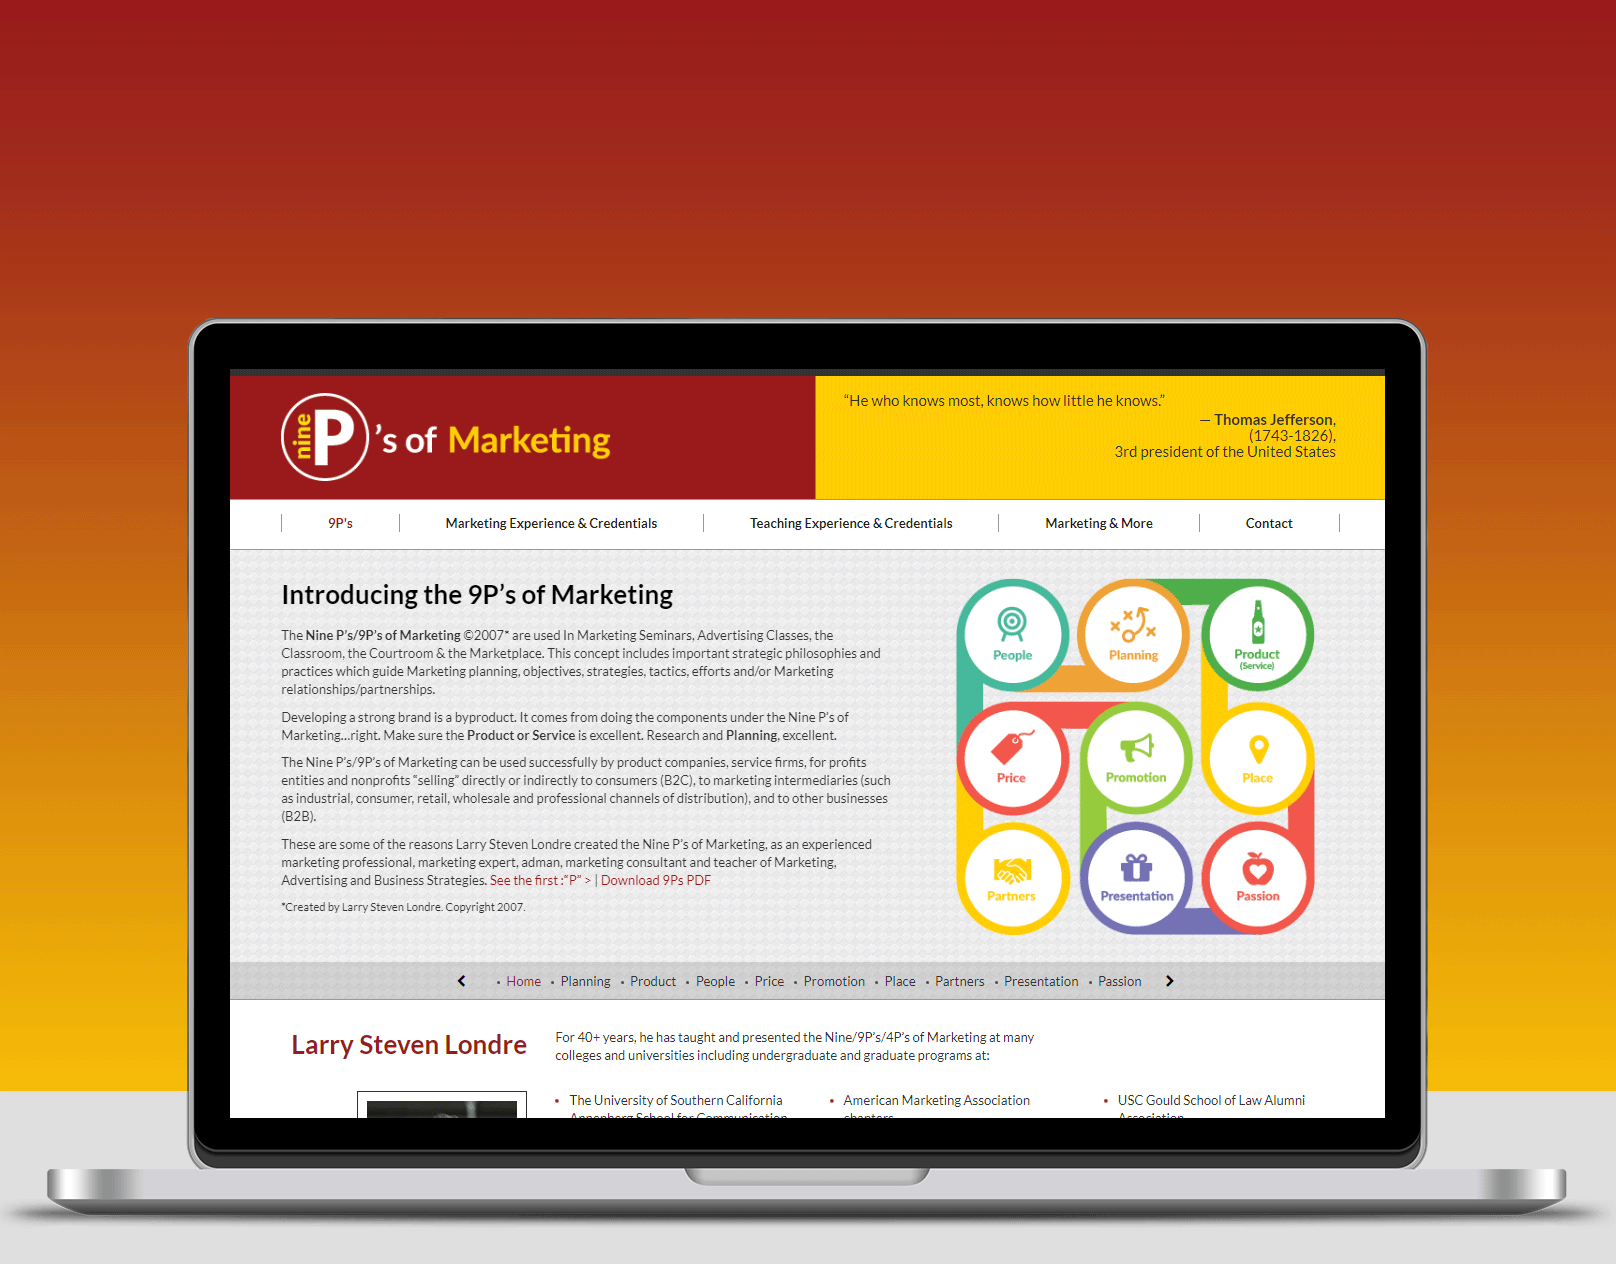 nine P's of Marketing
“He who knows most, knows how little he knows.”
— Thomas Jefferson,
(1743-1826),
3rd president of the United States
9P's
Marketing Experience & Credentials
Teaching Experience & Credentials
Marketing & More
Contact
Introducing the 9P’s of Marketing
The Nine P’s/9P’s of Marketing ©2007* are used In Marketing Seminars, Advertising Classes, the
Classroom, the Courtroom & the Marketplace. This concept includes important strategic philosophies and
practices which guide Marketing planning, objectives, strategies, tactics, efforts and/or Marketing
relationships/partnerships.
Developing a strong brand is a byproduct. It comes from doing the components under the Nine P’s of
Marketing...right. Make sure the Product or Service is excellent. Research and Planning, excellent.
The Nine P’s/9P’s of Marketing can be used successfully by product companies, service firms, for profits
entities and nonprofits “selling” directly or indirectly to consumers (B2C), to marketing intermediaries (such
as industrial, consumer, retail, wholesale and professional channels of distribution), and to other businesses
(B2B).
These are some of the reasons Larry Steven Londre created the Nine P’s of Marketing, as an experienced
marketing professional, marketing expert, adman, marketing consultant and teacher of Marketing,
Advertising and Business Strategies. See the first :“P” > | Download 9Ps PDF
*Created by Larry Steven Londre. Copyright 2007.
People
Planning
Product
(Service)
Price
Promotion
Place
Partners
Presentation
Passion
• Home • Planning • Product • People • Price • Promotion • Place • Partners • Presentation • Passion
Larry Steven Londre
For 40+ years, he has taught and presented the Nine/9P’s/4P’s of Marketing at many
colleges and universities including undergraduate and graduate programs at:
• The University of Southern California
Annenberg School for Communication
• American Marketing Association
chapters
• USC Gould School of Law Alumni
Association